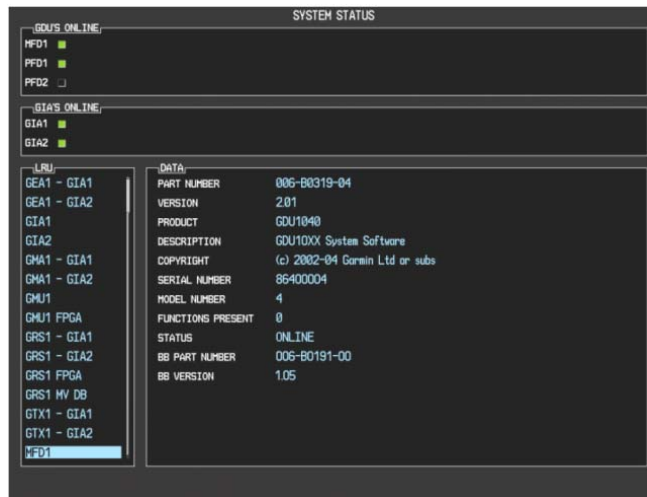 SYSTEM STATUS
GDU'S ONLINE
MFD1
PFD1
PFD2
GIA'S ONLINE
GIA1
GIA2
LRU
GEA1 - GIA1
GEA1 - GIA2
GIA1
GIA2
GMA1 - GIA1
GMA1 - GIA2
GMU1
GMU1 FPGA
GRS1 - GIA1
GRS1 - GIA2
GRS1 FPGA
GRS1 MV DB
GTX1 - GIA1
GTX1 - GIA2
MFD1
DATA
PART NUMBER 006-B0319-04
VERSION 2.01
PRODUCT GDU1040
DESCRIPTION GDU10XX System Software
COPYRIGHT (c) 2002-04 Garmin Ltd or subs
SERIAL NUMBER 86400004
MODEL NUMBER 4
FUNCTIONS PRESENT 0
STATUS ONLINE
BB PART NUMBER 006-B0191-00
BB VERSION 1.05